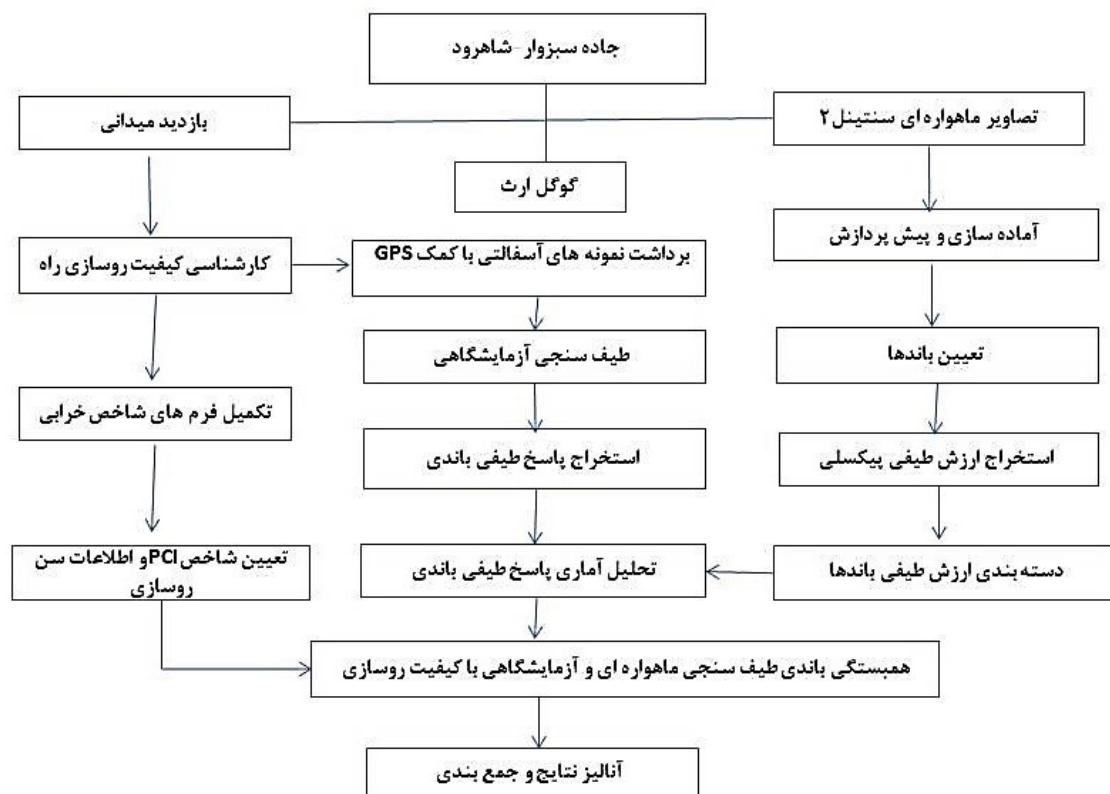 جاده سبزوار-شاهرود
بازدید میدانی
تصاویر ماهواره ای سنتینل۲
گوگل ارث
آماده سازی و پیش پردازش
کارشناسی کیفیت روسازی راه
برداشت نمونه های آسفالتی با کمک GPS
طیف سنجی آزمایشگاهی
تعیین باندها
تکمیل فرم های شاخص خرابی
استخراج پاسخ طیفی باندی
استخراج ارزش طیفی پیکسلی
تعیین شاخص PCIو اطلاعات سن
روسازی
تحلیل آماری پاسخ طیفی باندی
دسته بندی ارزش طیفی باندها
همبستگی باندی طیف سنجی ماهواره ای و آزمایشگاهی با کیفیت روسازی
آنالیز نتایج و جمع بندی